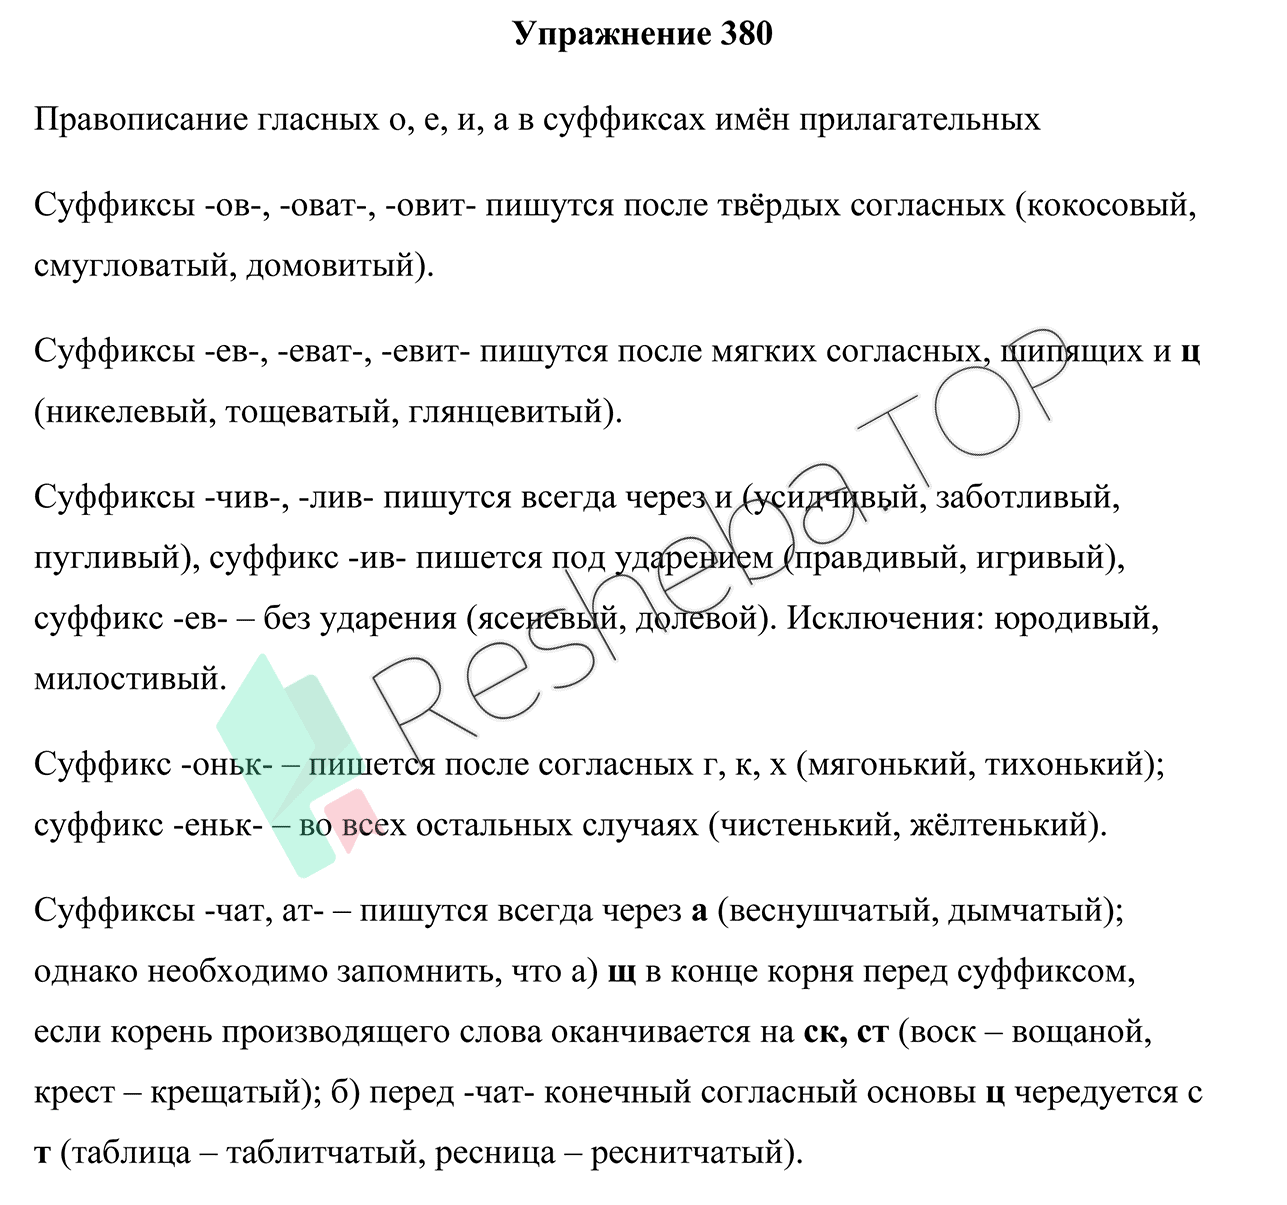 Упражнение 380
Правописание гласных о, е, и, а в суффиксах имён прилагательных
Суффиксы -ов-, -оват-, -овит- пишутся после твёрдых согласных (кокосовый,
смугловатый, домовитый).
Суффиксы -ев-, -еват-, -евит- пишутся после мягких согласных, шипящих и ц
(никелевый, тощеватый, глянцевитый).
Суффиксы -чив-, -лив- пишутся всегда через и (усидчивый, заботливый,
пугливый), суффикс -ив- пишется под ударением (правдивый, игривый),
суффикс -ев- – без ударения (ясеневый, долевой). Исключения: юродивый,
милостивый.
Суффикс -оньк- – пишется после согласных г, к, х (мягонький, тихонький);
суффикс -еньк- – во всех остальных случаях (чистенький, жёлтенький).
Суффиксы -чат, ат- – пишутся всегда через а (веснушчатый, дымчатый);
однако необходимо запомнить, что а) щ в конце корня перед суффиксом,
если корень производящего слова оканчивается на ск, ст (воск – вощаной,
крест – крещатый); б) перед -чат- конечный согласный основы ц чередуется с
т (таблица – таблитчатый, ресница – реснитчатый).
Resheba.TOP